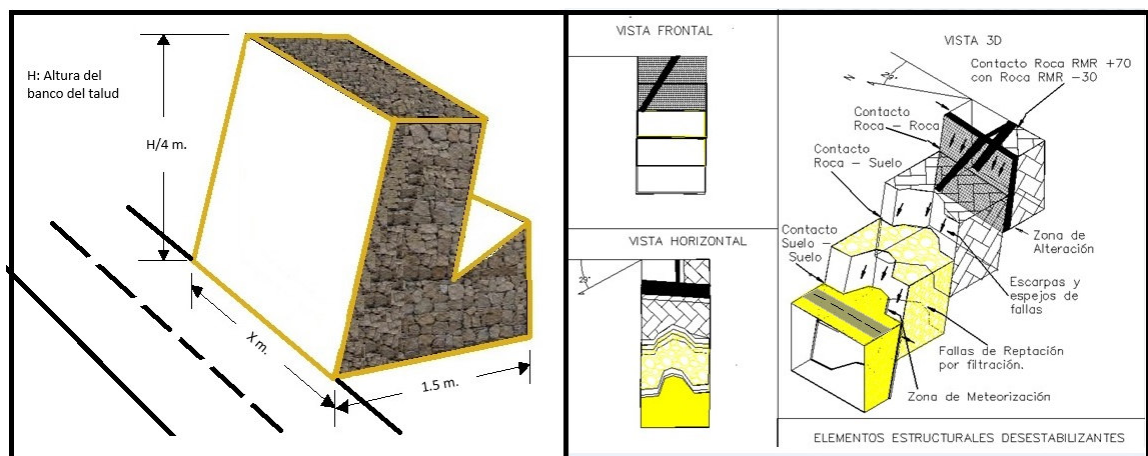 H: Altura del
banco del talud
H/4 m.
X m.
1.5 m.
VISTA FRONTAL
VISTA HORIZONTAL
VISTA 3D
Contacto Roca RMR +70
con Roca RMR -30
N
Contacto
Roca - Roca
Contacto
Roca - Suelo
Contacto
Suelo -
Suelo
Zona de
Alteración
Escarpas y
espejos de
fallas
Fallas de Reptación
por filtración.
Zona de Meteorización
ELEMENTOS ESTRUCTURALES DESESTABILIZANTES